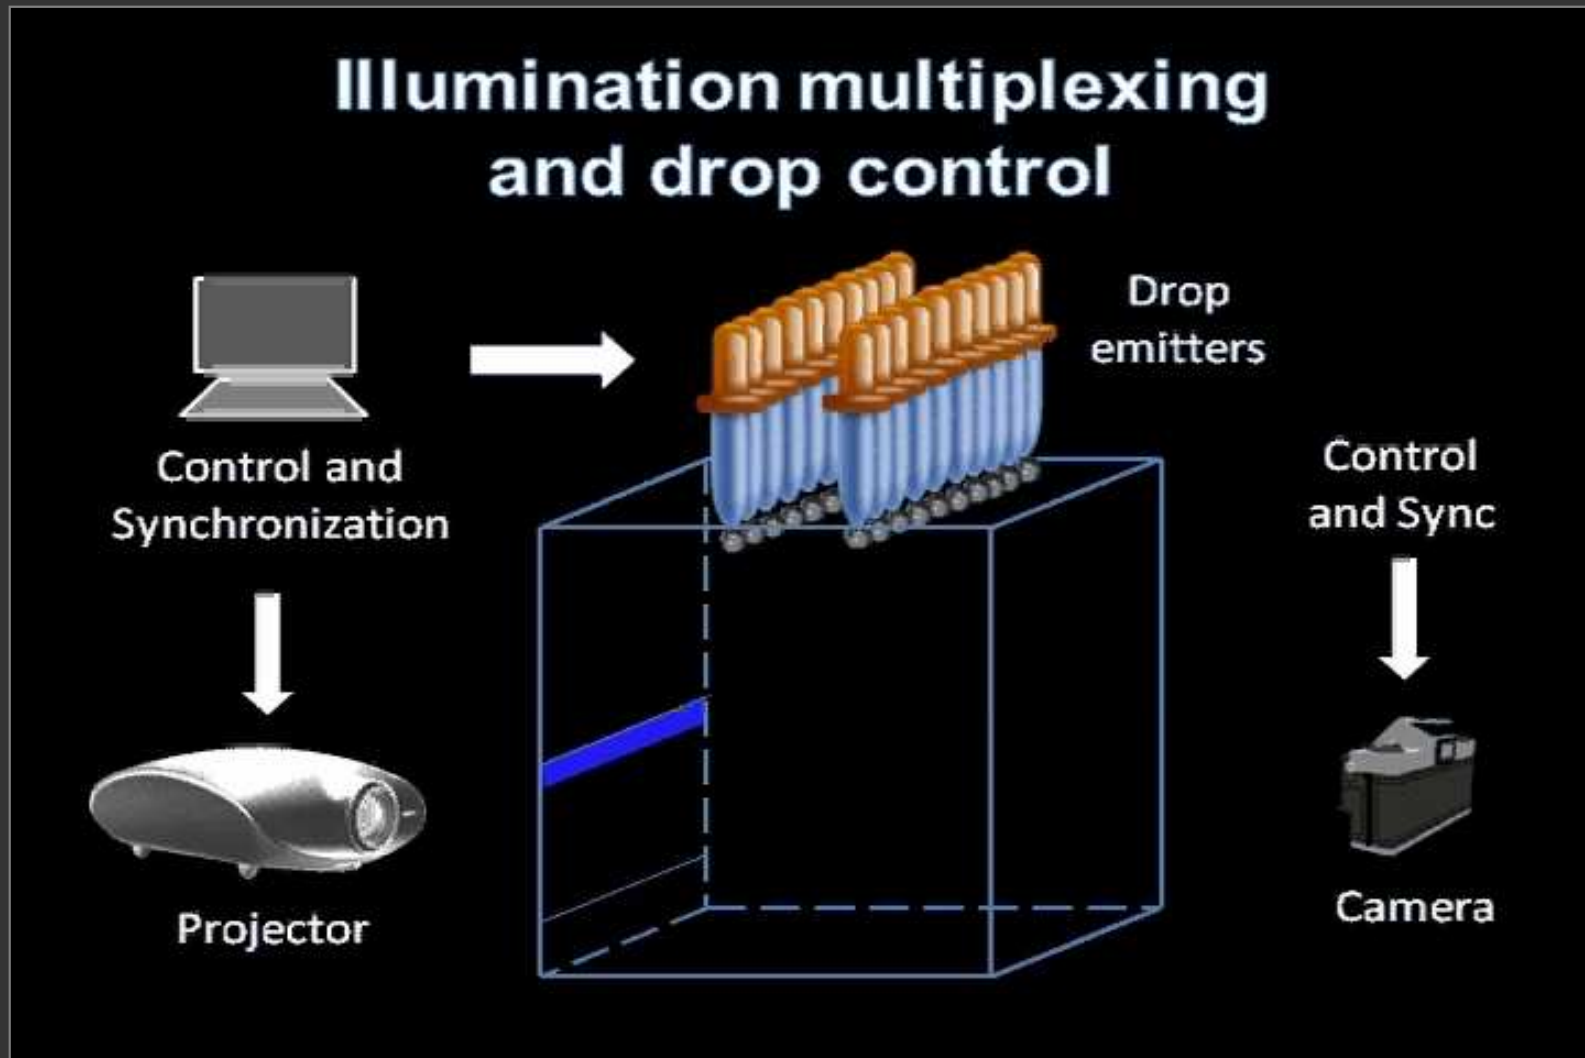 Illumination multiplexing
and drop control
Drop
emitters
Control and
Synchronization
Control
and Sync
Projector
Camera